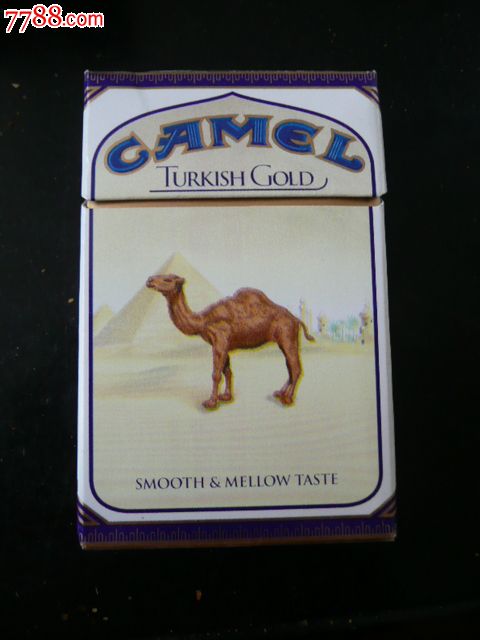 7788.com
CAMEL
TURKISH GOLD
SMOOTH & MELLOW TASTE